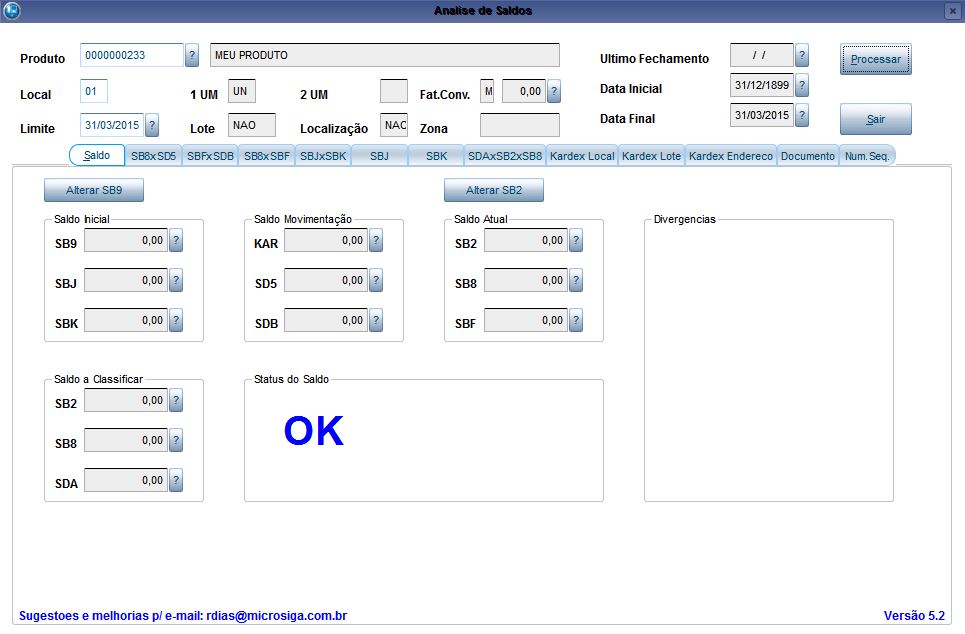 Analise de Saldos
Produto 0000000233 ? MEU PRODUTO Ultimo Fechamento / / ? Processar
Local 01 1 UM UN 2 UM Fat.Conv. M 0,00 ? Data Inicial 31/12/1899 ?
Limite 31/03/2015 ? Lote NAO Localização NAO Zona Data Final 31/03/2015 ? Sair
Saldo SB8xSD5 SBFxSDB SB8xSBF SBJxSBK SBJ SBK SDAxSB2xSB8 Kardex Local Kardex Lote Kardex Endereco Documento Num.Seq.
Alterar SB9 Alterar SB2
Saldo Inicial Saldo Movimentação Saldo Atual Divergencias
SB9 0,00 ? KAR 0,00 ? SB2 0,00 ?
SBJ 0,00 ? SD5 0,00 ? SB8 0,00 ?
SBK 0,00 ? SDB 0,00 ? SBF 0,00 ?
Saldo a Classificar Status do Saldo
SB2 0,00 ?
OK
SB8 0,00 ?
SDA 0,00 ?
Sugestoes e melhorias p/ e-mail: rdias@microsiga.com.br Versão 5.2